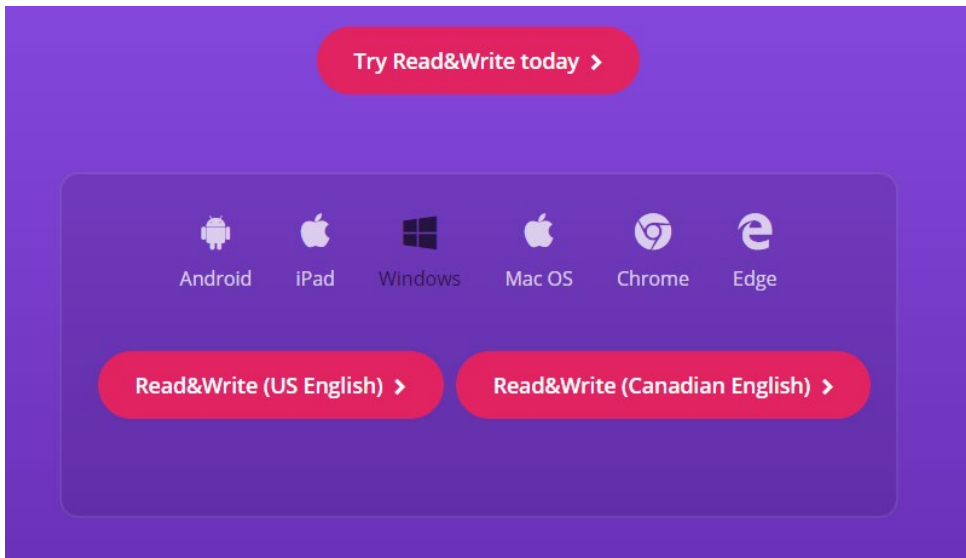 Try Read&Write today
Android iPad Windows Mac OS Chrome Edge
Read&Write (US English) Read&Write (Canadian English)